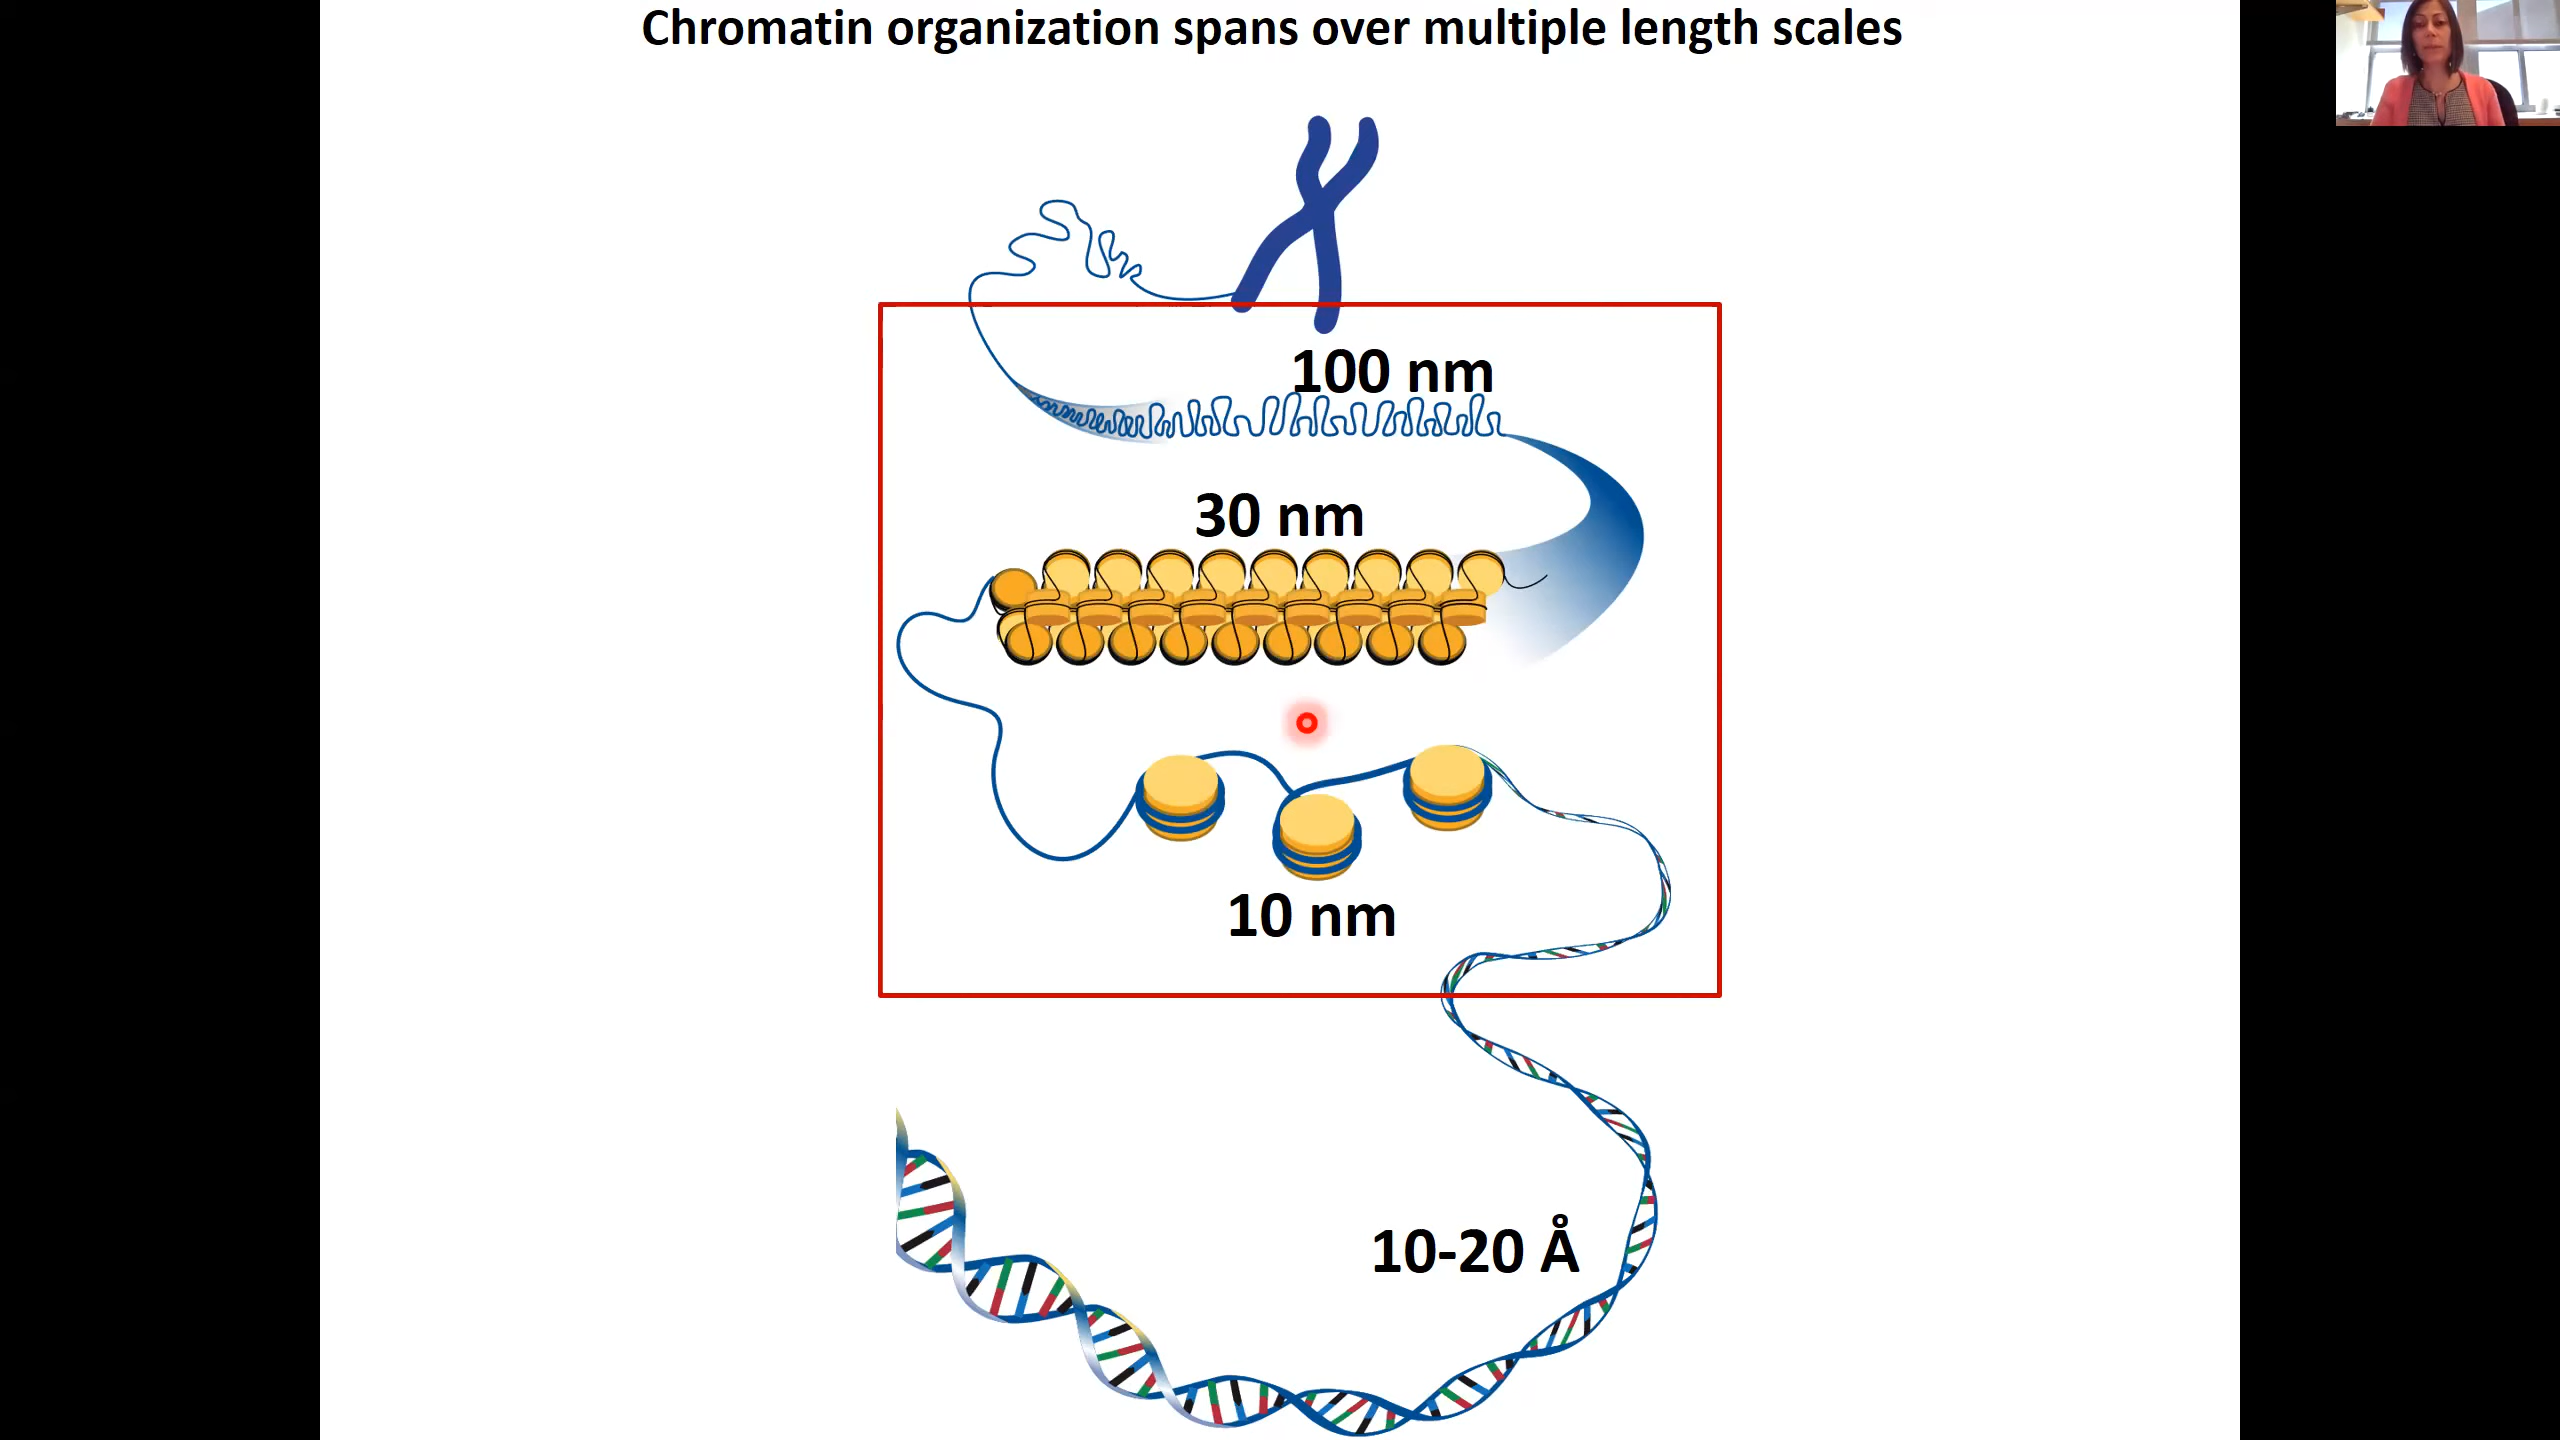 Chromatin organization spans over multiple length scales
100 nm
30 nm
10 nm
10-20 Å